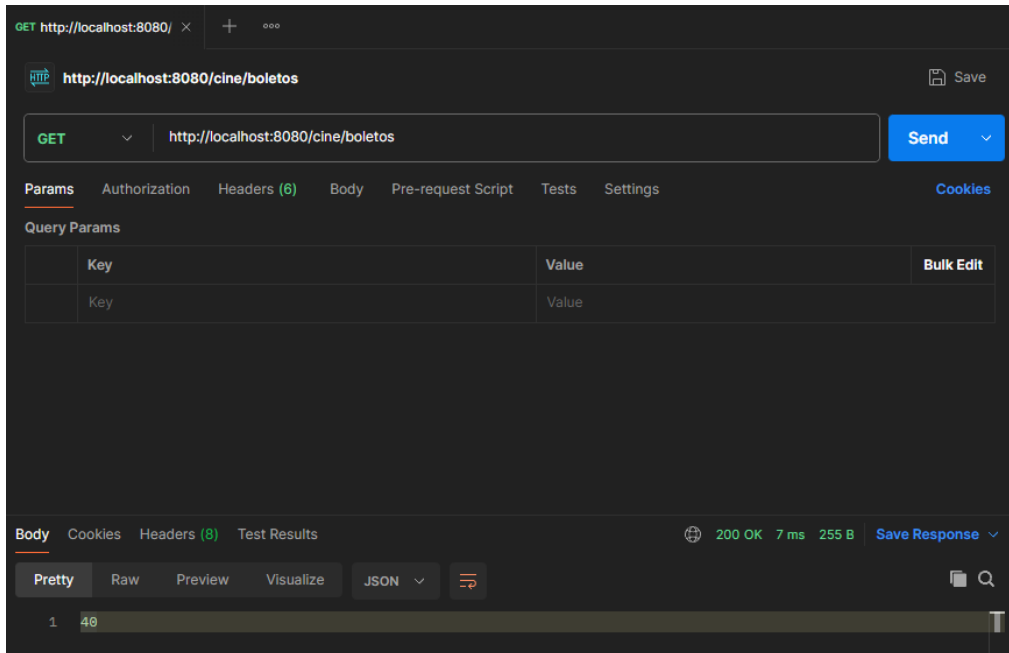 GET http://localhost:8080/
HTTP http://localhost:8080/cine/boletos Save
GET http://localhost:8080/cine/boletos Send
Params Authorization Headers (6) Body Pre-request Script Tests Settings Cookies
Query Params
Key Value Bulk Edit
Key Value
Body Cookies Headers (8) Test Results 200 OK 7 ms 255 B Save Response
Pretty Raw Preview Visualize JSON
1 40